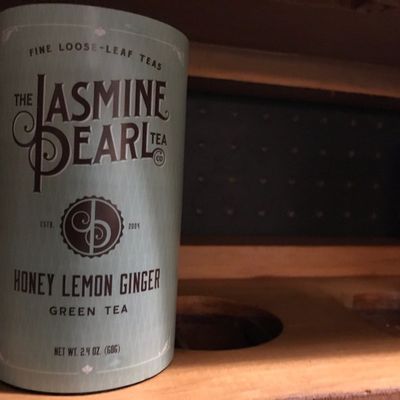 FINE LOOSE-LEAF TEAS
THE JASMINE
PEARL TEA CO
ESTD. 2004
HONEY LEMON GINGER
GREEN TEA
NET WT. 2.4 OZ. (68G)